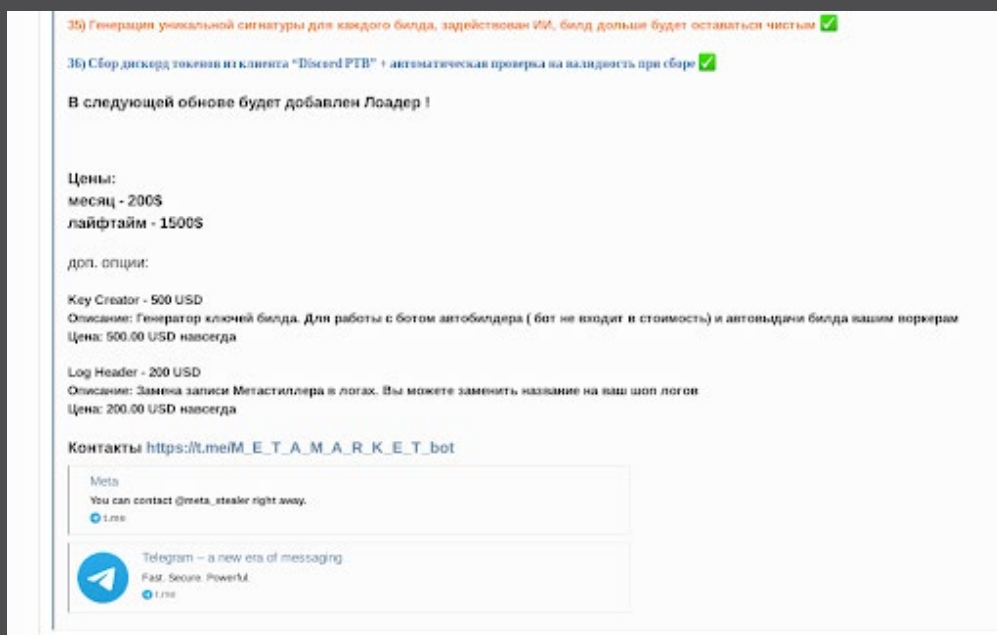 35) Генерация уникальной сигнатуры для каждого билда, задействован ИИ, билд дольше будет оставаться чистым ✅
36) Сбор дискорд токенов из клиента “Discord PTB” + автоматическая проверка на валидность при сборе ✅
В следующей обнове будет добавлен Лоадер !
Цены:
месяц - 200$
лайфтайм - 1500$
доп. опции:
Key Creator - 500 USD
Описание: Генератор ключей билда. Для работы с ботом автобилдера ( бот не входит в стоимость) и автовыдачи билда вашим воркерам
Цена: 500.00 USD навсегда
Log Header - 200 USD
Описание: Замена записи Метастиллера в логах. Вы можете заменить название на ваш шоп логов
Цена: 200.00 USD навсегда
Контакты https://t.me/M_E_T_A_M_A_R_K_E_T_bot
Meta
You can contact @meta_stealer right away.
t.me
Telegram – a new era of messaging
Fast. Secure. Powerful.
t.me